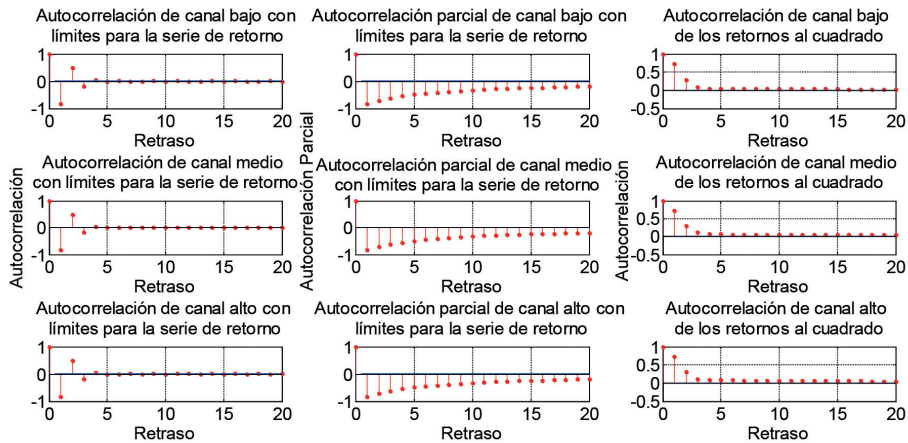 Autocorrelación de canal bajo con
límites para la serie de retorno
1
0
-1
0 5 10 15 20
Retraso
Autocorrelación parcial de canal bajo con
límites para la serie de retorno
1
0
-1
0 5 10 15 20
Retraso
Autocorrelación de canal bajo
de los retornos al cuadrado
1
0.5
0
-0.5
0 5 10 15 20
Retraso
Autocorrelación
Autocorrelación de canal medio
con límites para la serie de retorno
1
0
-1
0 5 10 15 20
Retraso
Autocorrelación Parcial
Autocorrelación parcial de canal medio
con límites para la serie de retorno
1
0
-1
0 5 10 15 20
Retraso
Autocorrelación
Autocorrelación de canal medio
de los retornos al cuadrado
1
0.5
0
-0.5
0 5 10 15 20
Retraso
Autocorrelación de canal alto con
límites para la serie de retorno
1
0
-1
0 5 10 15 20
Retraso
Autocorrelación parcial de canal alto con
límites para la serie de retorno
1
0
-1
0 5 10 15 20
Retraso
Autocorrelación de canal alto
de los retornos al cuadrado
1
0.5
0
-0.5
0 5 10 15 20
Retraso